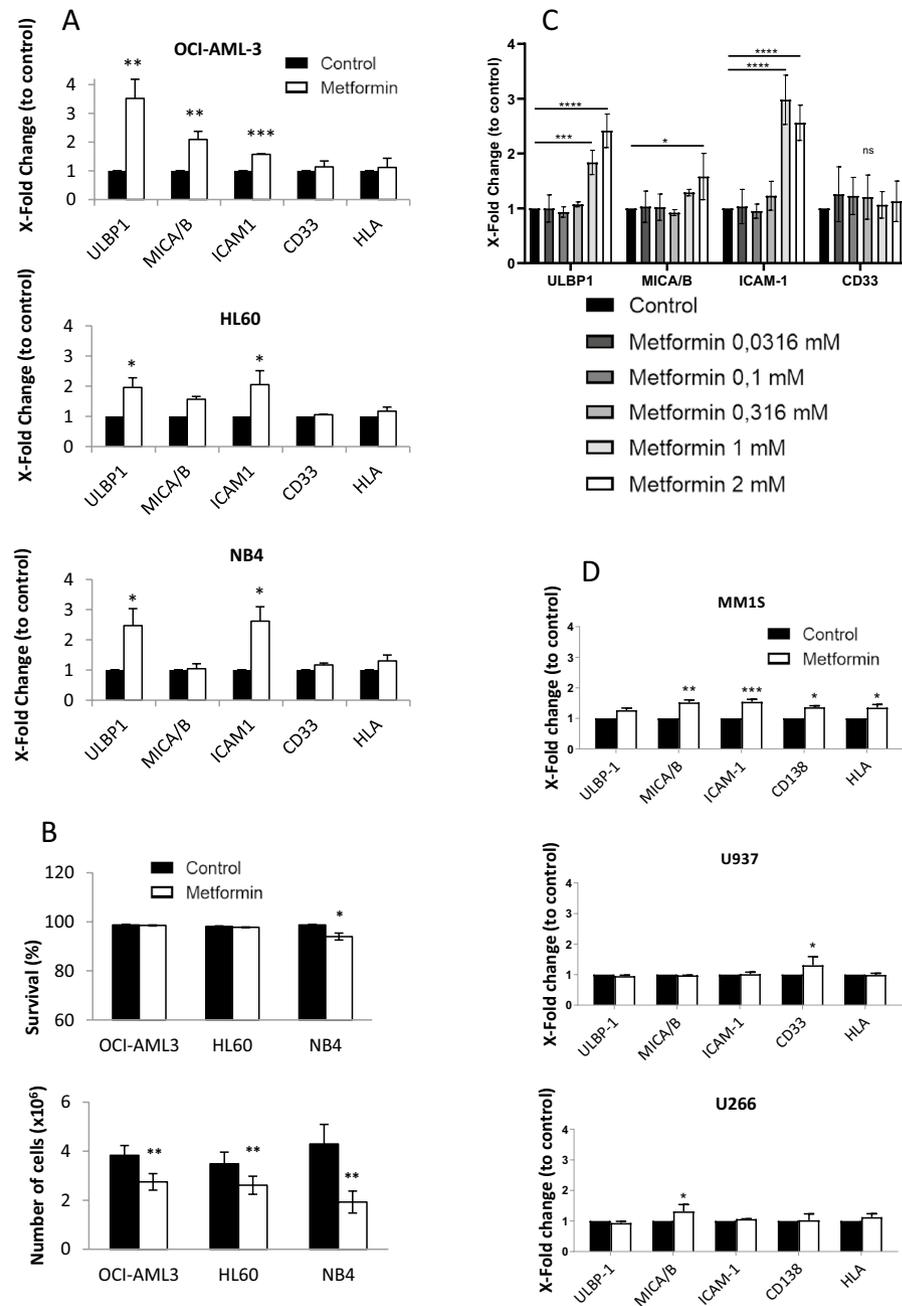 A
OCI-AML-3
Control
Metformin
X-Fold Change (to control)
4
3
2
1
0
**
**
***
ULBP1
MICA/B
ICAM1
CD33
HLA
HL60
X-Fold Change (to control)
4
3
2
1
0
*
*
ULBP1
MICA/B
ICAM1
CD33
HLA
NB4
X-Fold Change (to control)
4
3
2
1
0
*
*
ULBP1
MICA/B
ICAM1
CD33
HLA
B
Control
Metformin
Survival (%)
120
100
80
60
*
OCI-AML3
HL60
NB4
Number of cells (x10⁶)
6
4
2
0
**
**
**
OCI-AML3
HL60
NB4
C
X-Fold Change (to control)
4
3
2
1
0
****
***
*
****
****
ns
ULBP1
MICA/B
ICAM-1
CD33
Control
Metformin 0,0316 mM
Metformin 0,1 mM
Metformin 0,316 mM
Metformin 1 mM
Metformin 2 mM
D
MM1S
Control
Metformin
X-Fold change (to control)
4
3
2
1
0
**
***
*
*
ULBP-1
MICA/B
ICAM-1
CD138
HLA
U937
X-Fold change (to control)
4
3
2
1
0
*
ULBP-1
MICA/B
ICAM-1
CD33
HLA
U266
X-Fold change (to control)
4
3
2
1
0
*
ULBP-1
MICA/B
ICAM-1
CD138
HLA